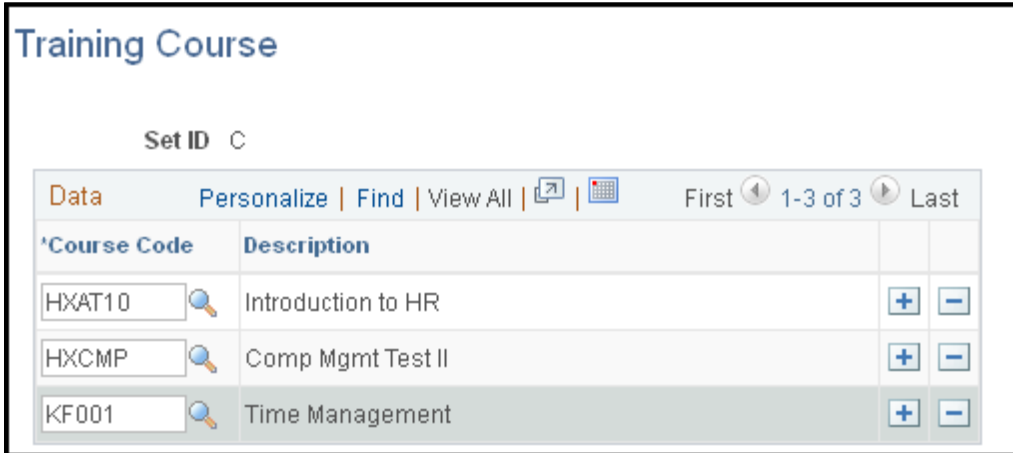 Training Course
Set ID C
Data Personalize | Find | View All | | First 1-3 of 3 Last
*Course Code Description
HXAT10 Introduction to HR
HXCMP Comp Mgmt Test II
KF001 Time Management